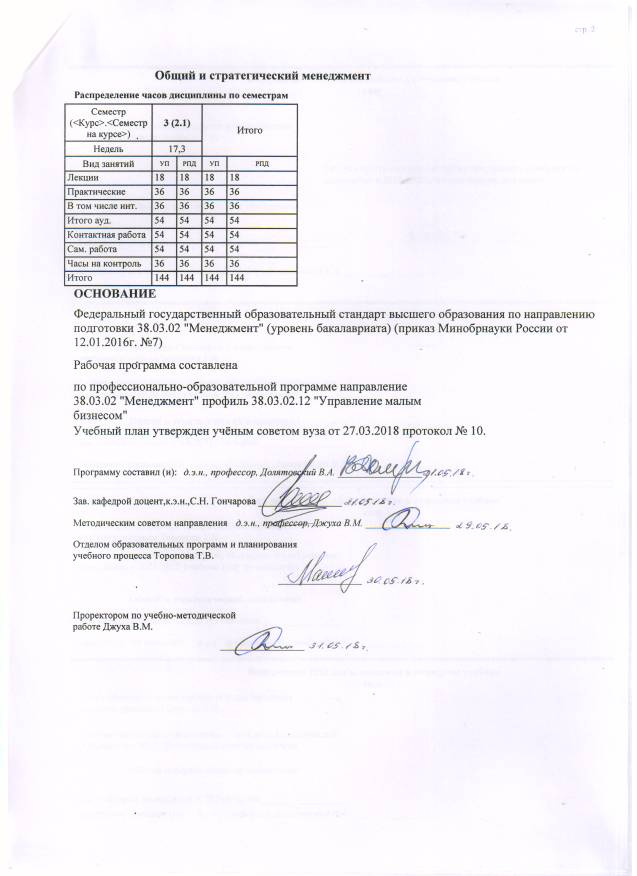 стр. 2
Общий и стратегический менеджмент
Распределение часов дисциплины по семестрам
Семестр (<Курс>.<Семестр на курсе>) 3 (2.1) Итого
Недель 17,3
Вид занятий УП РПД УП РПД
Лекции 18 18 18 18
Практические 36 36 36 36
В том числе инт. 36 36 36 36
Итого ауд. 54 54 54 54
Контактная работа 54 54 54 54
Сам. работа 54 54 54 54
Часы на контроль 36 36 36 36
Итого 144 144 144 144
ОСНОВАНИЕ
Федеральный государственный образовательный стандарт высшего образования по направлению
подготовки 38.03.02 "Менеджмент" (уровень бакалавриата) (приказ Минобрнауки России от
12.01.2016г. №7)
Рабочая программа составлена
по профессионально-образовательной программе направление
38.03.02 "Менеджмент" профиль 38.03.02.12 "Управление малым
бизнесом"
Учебный план утвержден учёным советом вуза от 27.03.2018 протокол № 10.
Программу составил (и): д.э.н., профессор, Долятовский В.А. 31.05.18г.
Зав. кафедрой доцент,к.э.н.,С.Н. Гончарова 31.05.18г.
Методическим советом направления д.э.н., профессор, Джуха В.М. 29.05.18.
Отделом образовательных программ и планирования
учебного процесса Торопова Т.В.
30.05.18г.
Проректором по учебно-методической
работе Джуха В.М.
31.05.18г.